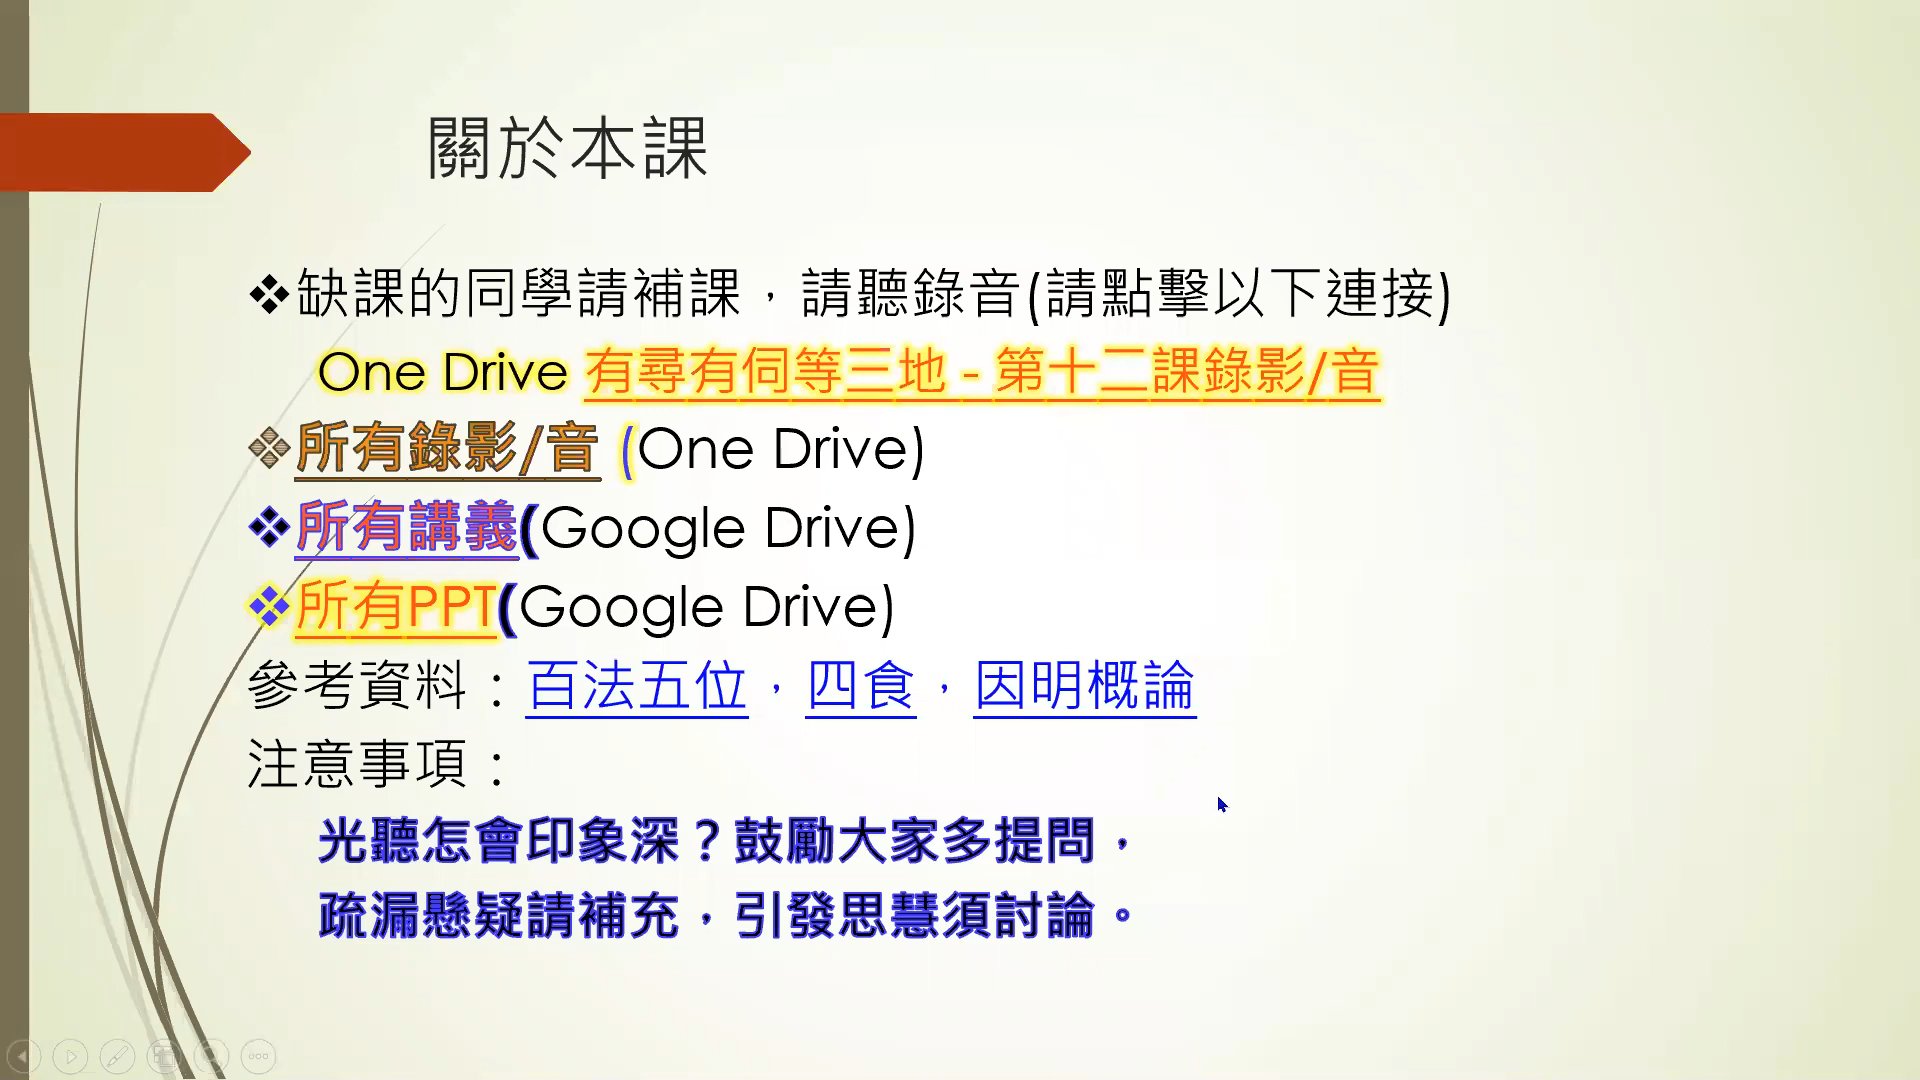 關於本課
❖缺課的同學請補課，請聽錄音(請點擊以下連接)
One Drive 有尋有伺等三地 - 第十二課錄影/音
❖所有錄影/音 (One Drive)
❖所有講義(Google Drive)
❖所有PPT(Google Drive)
參考資料：百法五位，四食，因明概論
注意事項：
光聽怎會印象深？鼓勵大家多提問，
疏漏懸疑請補充，引發思慧須討論。